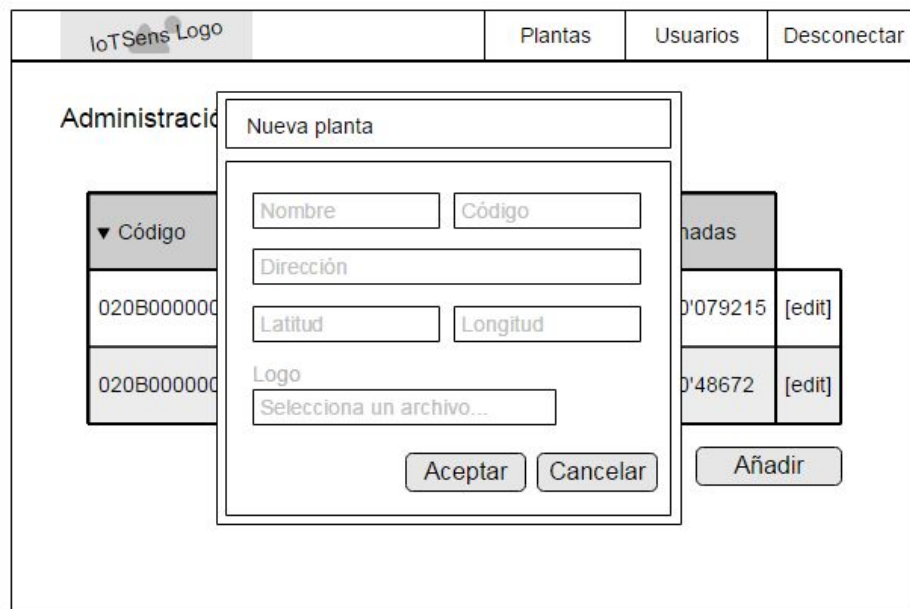 IoTSens Logo
Plantas
Usuarios
Desconectar
Administració
Nueva planta
Nombre
Código
▼ Código
nadas
Dirección
020B000000
Latitud
Longitud
0'079215
[edit]
Logo
020B000000
Selecciona un archivo...
0'48672
[edit]
Aceptar
Cancelar
Añadir